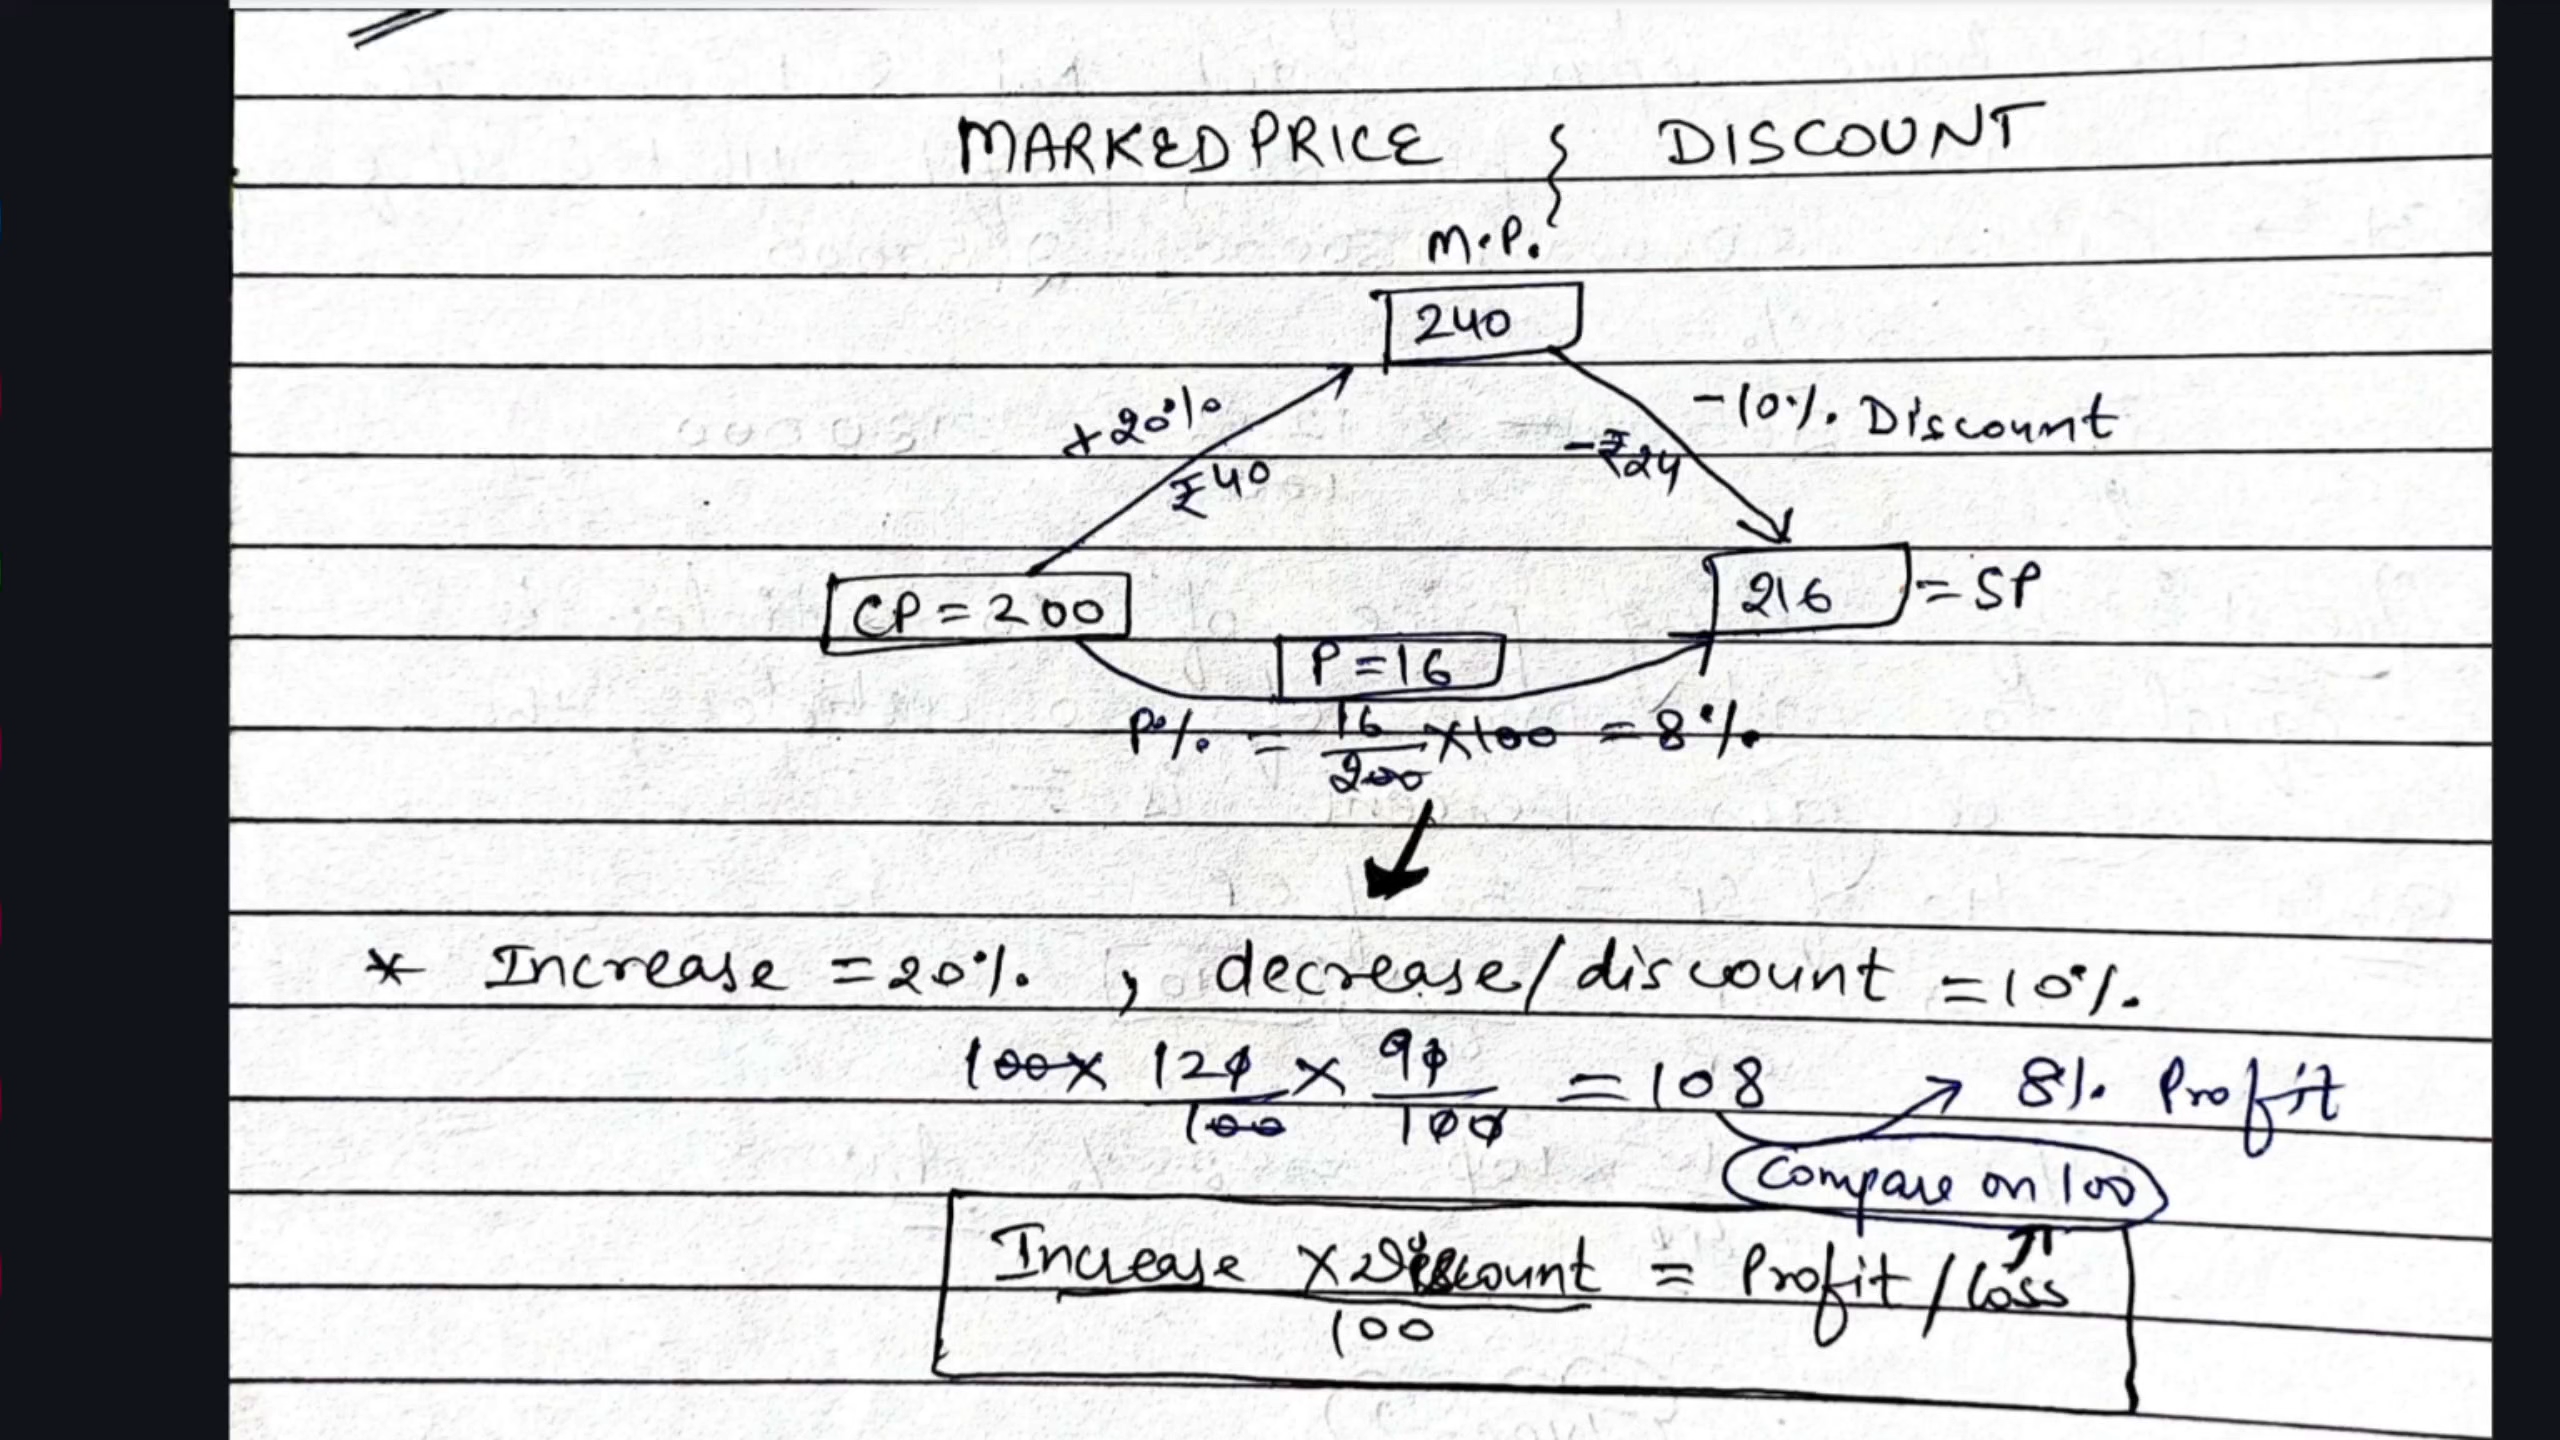 MARKED PRICE } DISCOUNT
M.P.
240
+20%
₹40
-10% Discount
-₹24
CP = 200
216 = SP
P = 16
P% = 16/200 × 100 = 8%
* Increase = 20% , decrease/discount = 10%.
100 × 120/100 × 90/100 = 108 → 8% Profit
Compare on 100
Increase × Discount / 100 = Profit / Loss